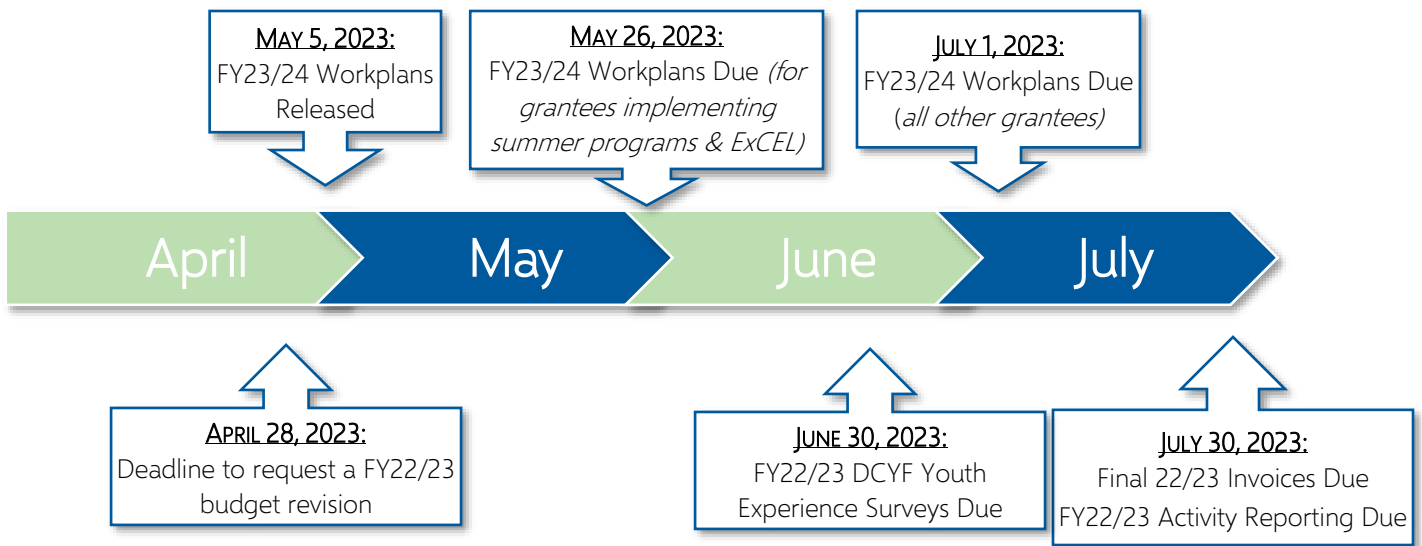 MAY 5, 2023:
FY23/24 Workplans
Released
MAY 26, 2023:
FY23/24 Workplans Due (for
grantees implementing
summer programs & ExCEL)
JULY 1, 2023:
FY23/24 Workplans Due
(all other grantees)
April
May
June
July
APRIL 28, 2023:
Deadline to request a FY22/23
budget revision
JUNE 30, 2023:
FY22/23 DCYF Youth
Experience Surveys Due
JULY 30, 2023:
Final 22/23 Invoices Due
FY22/23 Activity Reporting Due